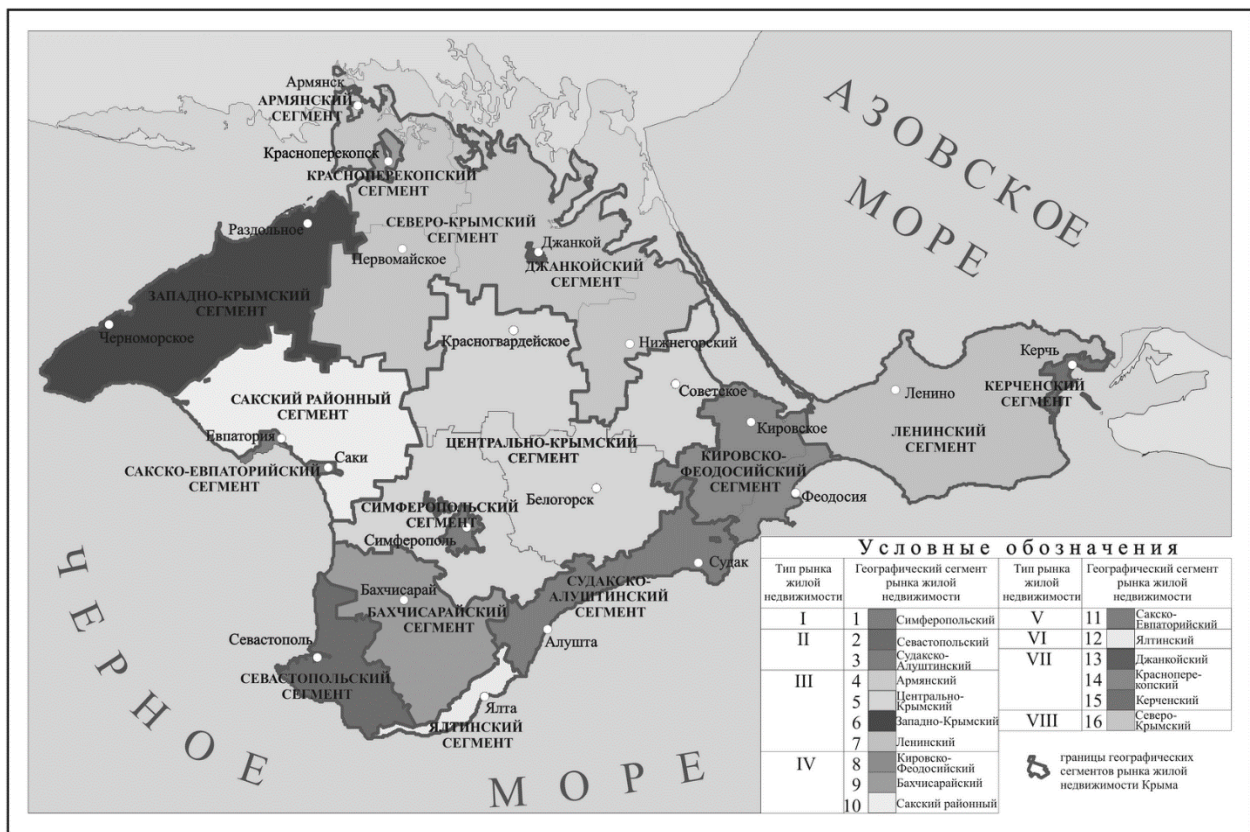 Армянск
АРМЯНСКИЙ
СЕГМЕНТ
Красноперекопск
КРАСНОПЕРЕКОПСКИЙ
СЕГМЕНТ
АЗОВСКОЕ
МОРЕ
Раздольное
СЕВЕРО-КРЫМСКИЙ
СЕГМЕНТ
Первомайское
Джанкой
ДЖАНКОЙСКИЙ
СЕГМЕНТ
ЗАПАДНО-КРЫМСКИЙ
СЕГМЕНТ
Черноморское
Красногвардейское
Нижнегорский
Керчь
КЕРЧЕНСКИЙ
СЕГМЕНТ
Советское
Ленино
САКСКИЙ РАЙОННЫЙ
СЕГМЕНТ
Кировское
ЛЕНИНСКИЙ
СЕГМЕНТ
Евпатория
ЦЕНТРАЛЬНО-КРЫМСКИЙ
СЕГМЕНТ
КИРОВСКО-
ФЕОДОСИЙСКИЙ
СЕГМЕНТ
Саки
САКСКО-ЕВПАТОРИЙСКИЙ
СЕГМЕНТ
Белогорск
Феодосия
СИМФЕРОПОЛЬСКИЙ
СЕГМЕНТ
Симферополь
Судак
СУДАКСКО-
АЛУШТИНСКИЙ
СЕГМЕНТ
Бахчисарай
БАХЧИСАРАЙСКИЙ
СЕГМЕНТ
Севастополь
Алушта
СЕВАСТОПОЛЬСКИЙ
СЕГМЕНТ
Ялта
ЯЛТИНСКИЙ
СЕГМЕНТ
ЧЕРНОЕ
МОРЕ
Условные обозначения
Тип рынка
жилой
недвижимости
Географический сегмент
рынка жилой
недвижимости
I 1 Симферопольский
II 2 Севастопольский
3 Судакско-
Алуштинский
III 4 Армянский
5 Центрально-
Крымский
6 Западно-Крымский
7 Ленинский
IV 8 Кировско-
Феодосийский
9 Бахчисарайский
10 Сакский районный
Тип рынка
жилой
недвижимости
Географический сегмент
рынка жилой
недвижимости
V 11 Сакско-
Евпаторийский
VI 12 Ялтинский
VII 13 Джанкойский
14 Краснопере-
копский
15 Керченский
VIII 16 Северо-
Крымский
границы географических
сегментов рынка жилой
недвижимости Крыма